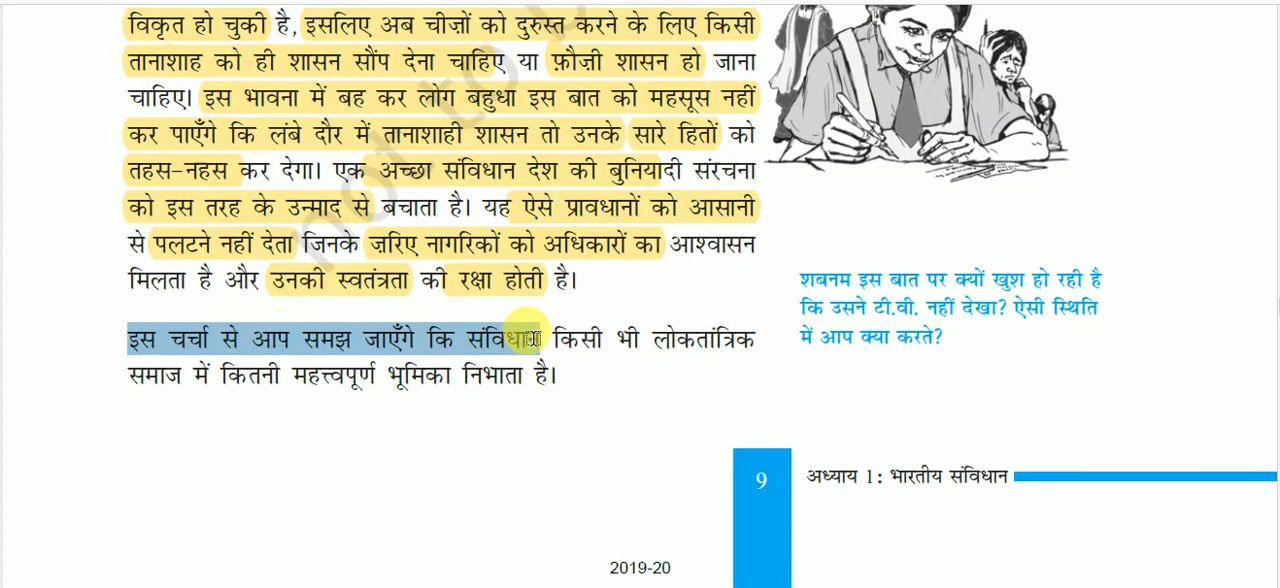 विकृत हो चुकी है, इसलिए अब चीज़ों को दुरुस्त करने के लिए किसी
तानाशाह को ही शासन सौंप देना चाहिए या फ़ौज़ी शासन हो जाना
चाहिए। इस भावना में बह कर लोग बहुधा इस बात को महसूस नहीं
कर पाएँगे कि लंबे दौर में तानाशाही शासन तो उनके सारे हितों को
तहस-नहस कर देगा। एक अच्छा संविधान देश की बुनियादी संरचना
को इस तरह के उन्माद से बचाता है। यह ऐसे प्रावधानों को आसानी
से पलटने नहीं देता जिनके ज़रिए नागरिकों को अधिकारों का आश्वासन
मिलता है और उनकी स्वतंत्रता की रक्षा होती है।
इस चर्चा से आप समझ जाएँगे कि संविधान किसी भी लोकतांत्रिक
समाज में कितनी महत्त्वपूर्ण भूमिका निभाता है।
शबनम इस बात पर क्यों खुश हो रही है
कि उसने टी.वी. नहीं देखा? ऐसी स्थिति
में आप क्या करते?
9
अध्याय 1: भारतीय संविधान
2019-20
not to b